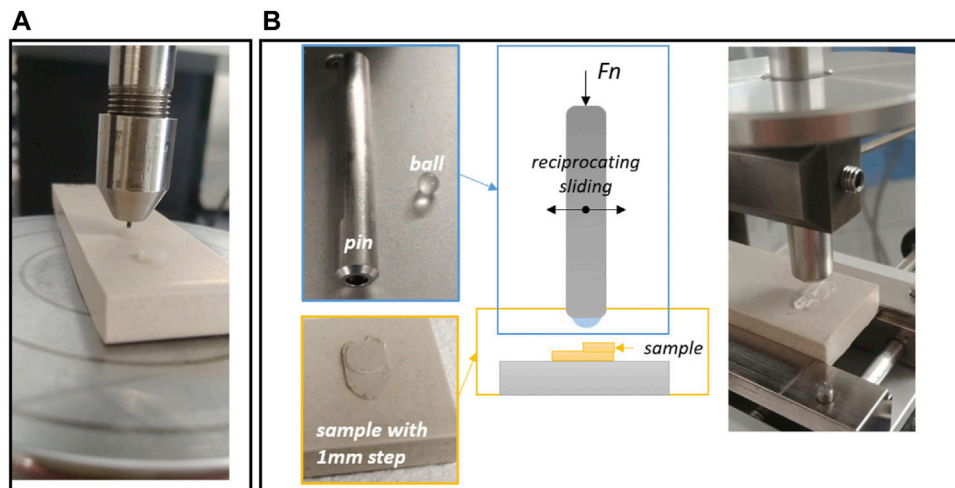 A
B
ball
pin
Fn
reciprocating
sliding
sample
sample with
1mm step